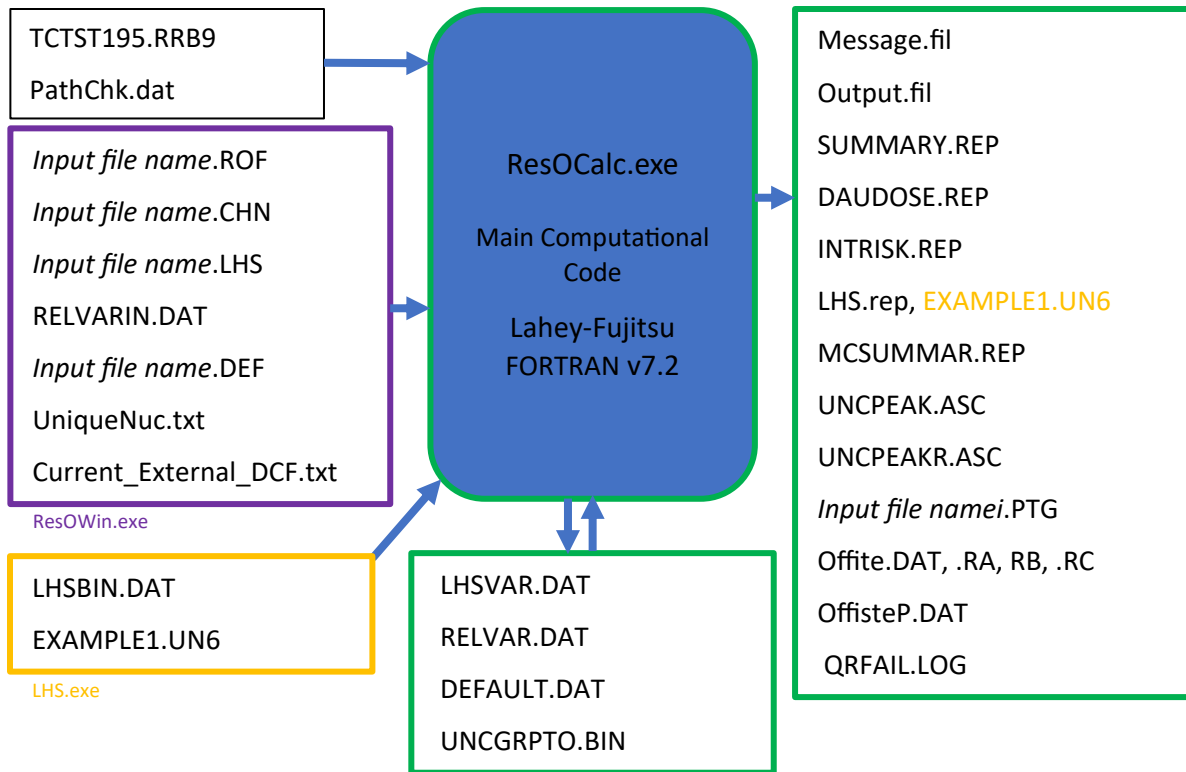 TCTST195.RRB9
PathChk.dat
Input file name.ROF
Input file name.CHN
Input file name.LHS
RELVARIN.DAT
Input file name.DEF
UniqueNuc.txt
Current_External_DCF.txt
ResOWin.exe
LHSBIN.DAT
EXAMPLE1.UN6
LHS.exe
ResOCalc.exe
Main Computational
Code
Lahey-Fujitsu
FORTRAN v7.2
LHSVAR.DAT
RELVAR.DAT
DEFAULT.DAT
UNCGRPTO.BIN
Message.fil
Output.fil
SUMMARY.REP
DAUDOSE.REP
INTRISK.REP
LHS.rep, EXAMPLE1.UN6
MCSUMMAR.REP
UNCPEAK.ASC
UNCPEAKR.ASC
Input file namei.PTG
Offite.DAT, .RA, RB, .RC
OffisteP.DAT
QRFAIL.LOG